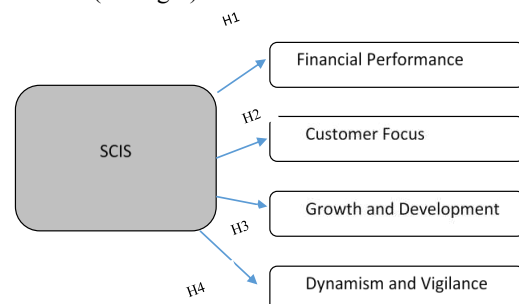 H1
Financial Performance
H2
Customer Focus
SCIS
Growth and Development
H3
Dynamism and Vigilance
H4